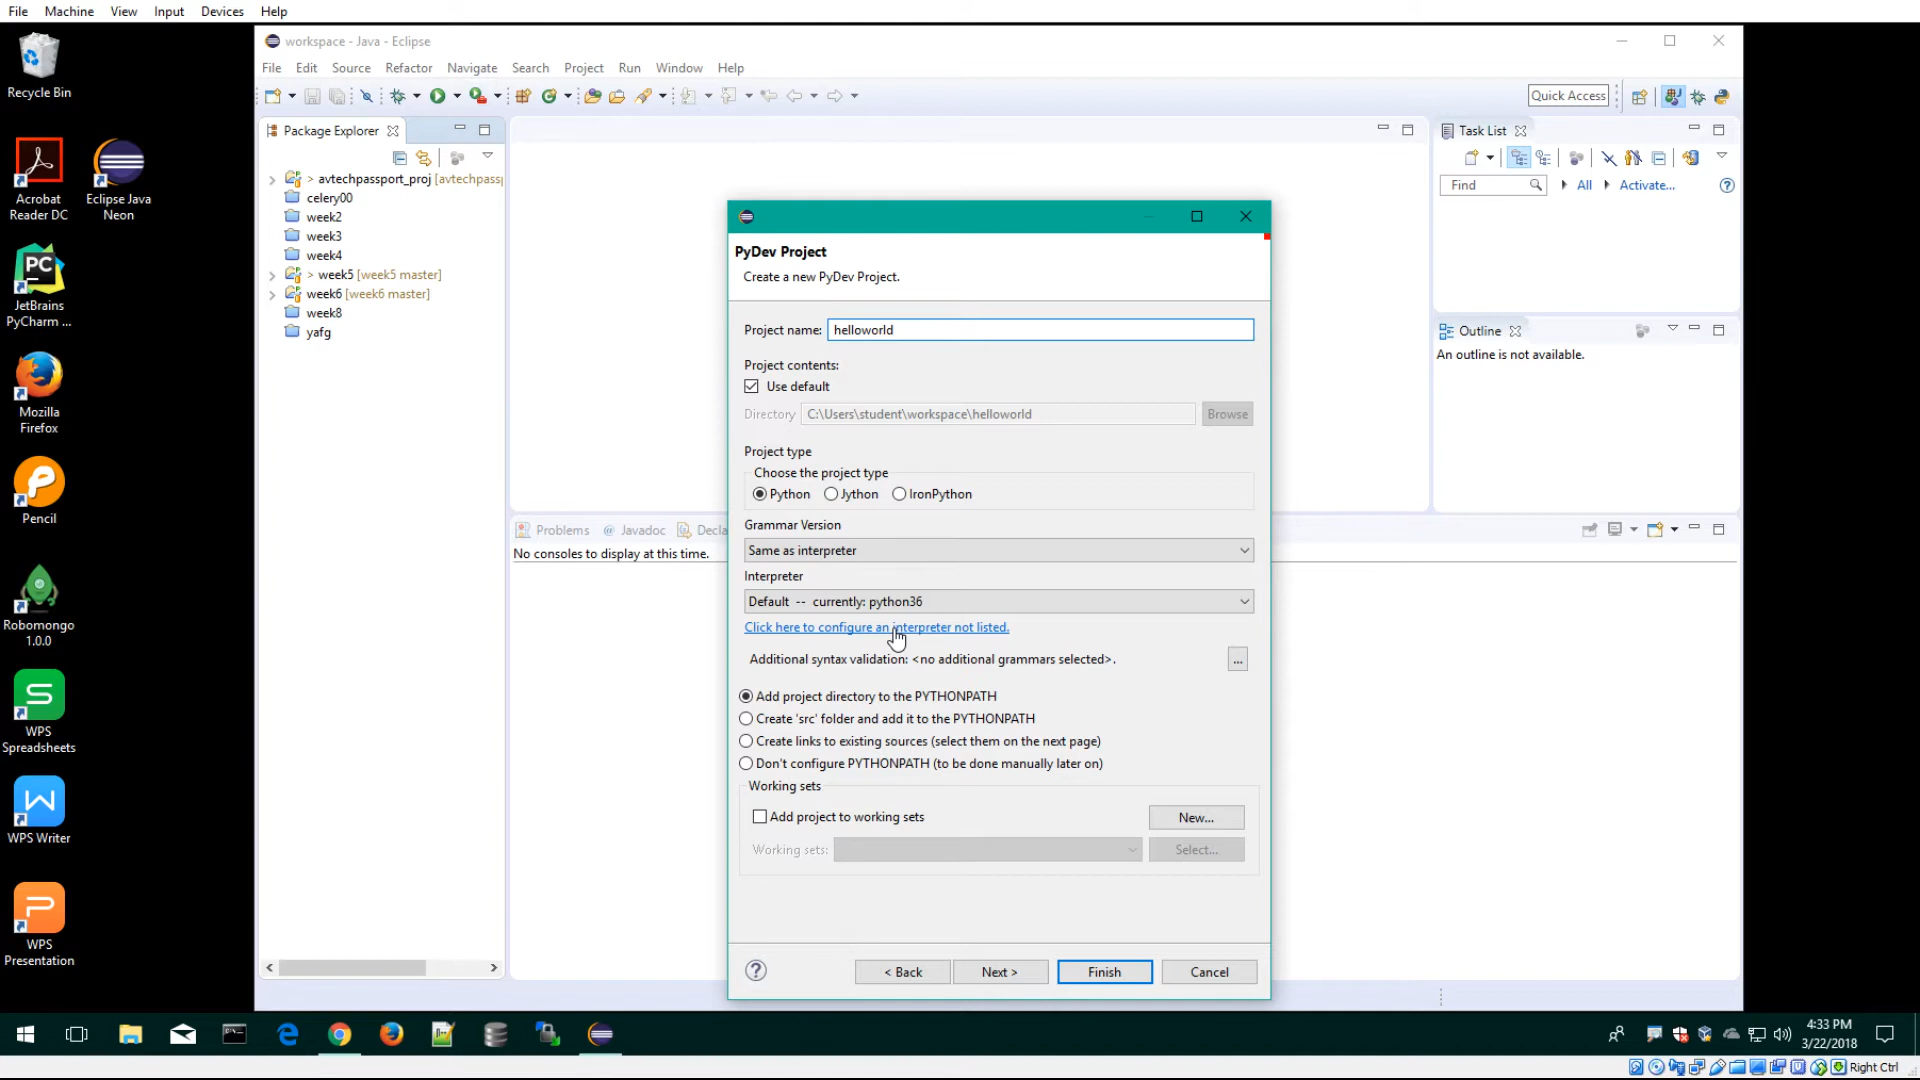 File Machine View Input Devices Help
workspace - Java - Eclipse
File Edit Source Refactor Navigate Search Project Run Window Help
Quick Access
Recycle Bin
Acrobat Reader DC
Eclipse Java Neon
JetBrains PyCharm ...
Mozilla Firefox
Pencil
Robomongo 1.0.0
WPS Spreadsheets
WPS Writer
WPS Presentation
Package Explorer
> avtechpassport_proj [avtechpass
celery00
week2
week3
week4
> week5 [week5 master]
week6 [week6 master]
week8
yafg
Problems @ Javadoc Decla
No consoles to display at this time.
Task List
Find All Activate...
Outline
An outline is not available.
PyDev Project
Create a new PyDev Project.
Project name: helloworld
Project contents:
Use default
Directory C:\Users\student\workspace\helloworld Browse
Project type
Choose the project type
Python Jython IronPython
Grammar Version
Same as interpreter
Interpreter
Default -- currently: python36
Click here to configure an interpreter not listed.
Additional syntax validation: <no additional grammars selected>. ...
Add project directory to the PYTHONPATH
Create 'src' folder and add it to the PYTHONPATH
Create links to existing sources (select them on the next page)
Don't configure PYTHONPATH (to be done manually later on)
Working sets
Add project to working sets New...
Working sets: Select...
< Back Next > Finish Cancel
4:33 PM
3/22/2018
Right Ctrl